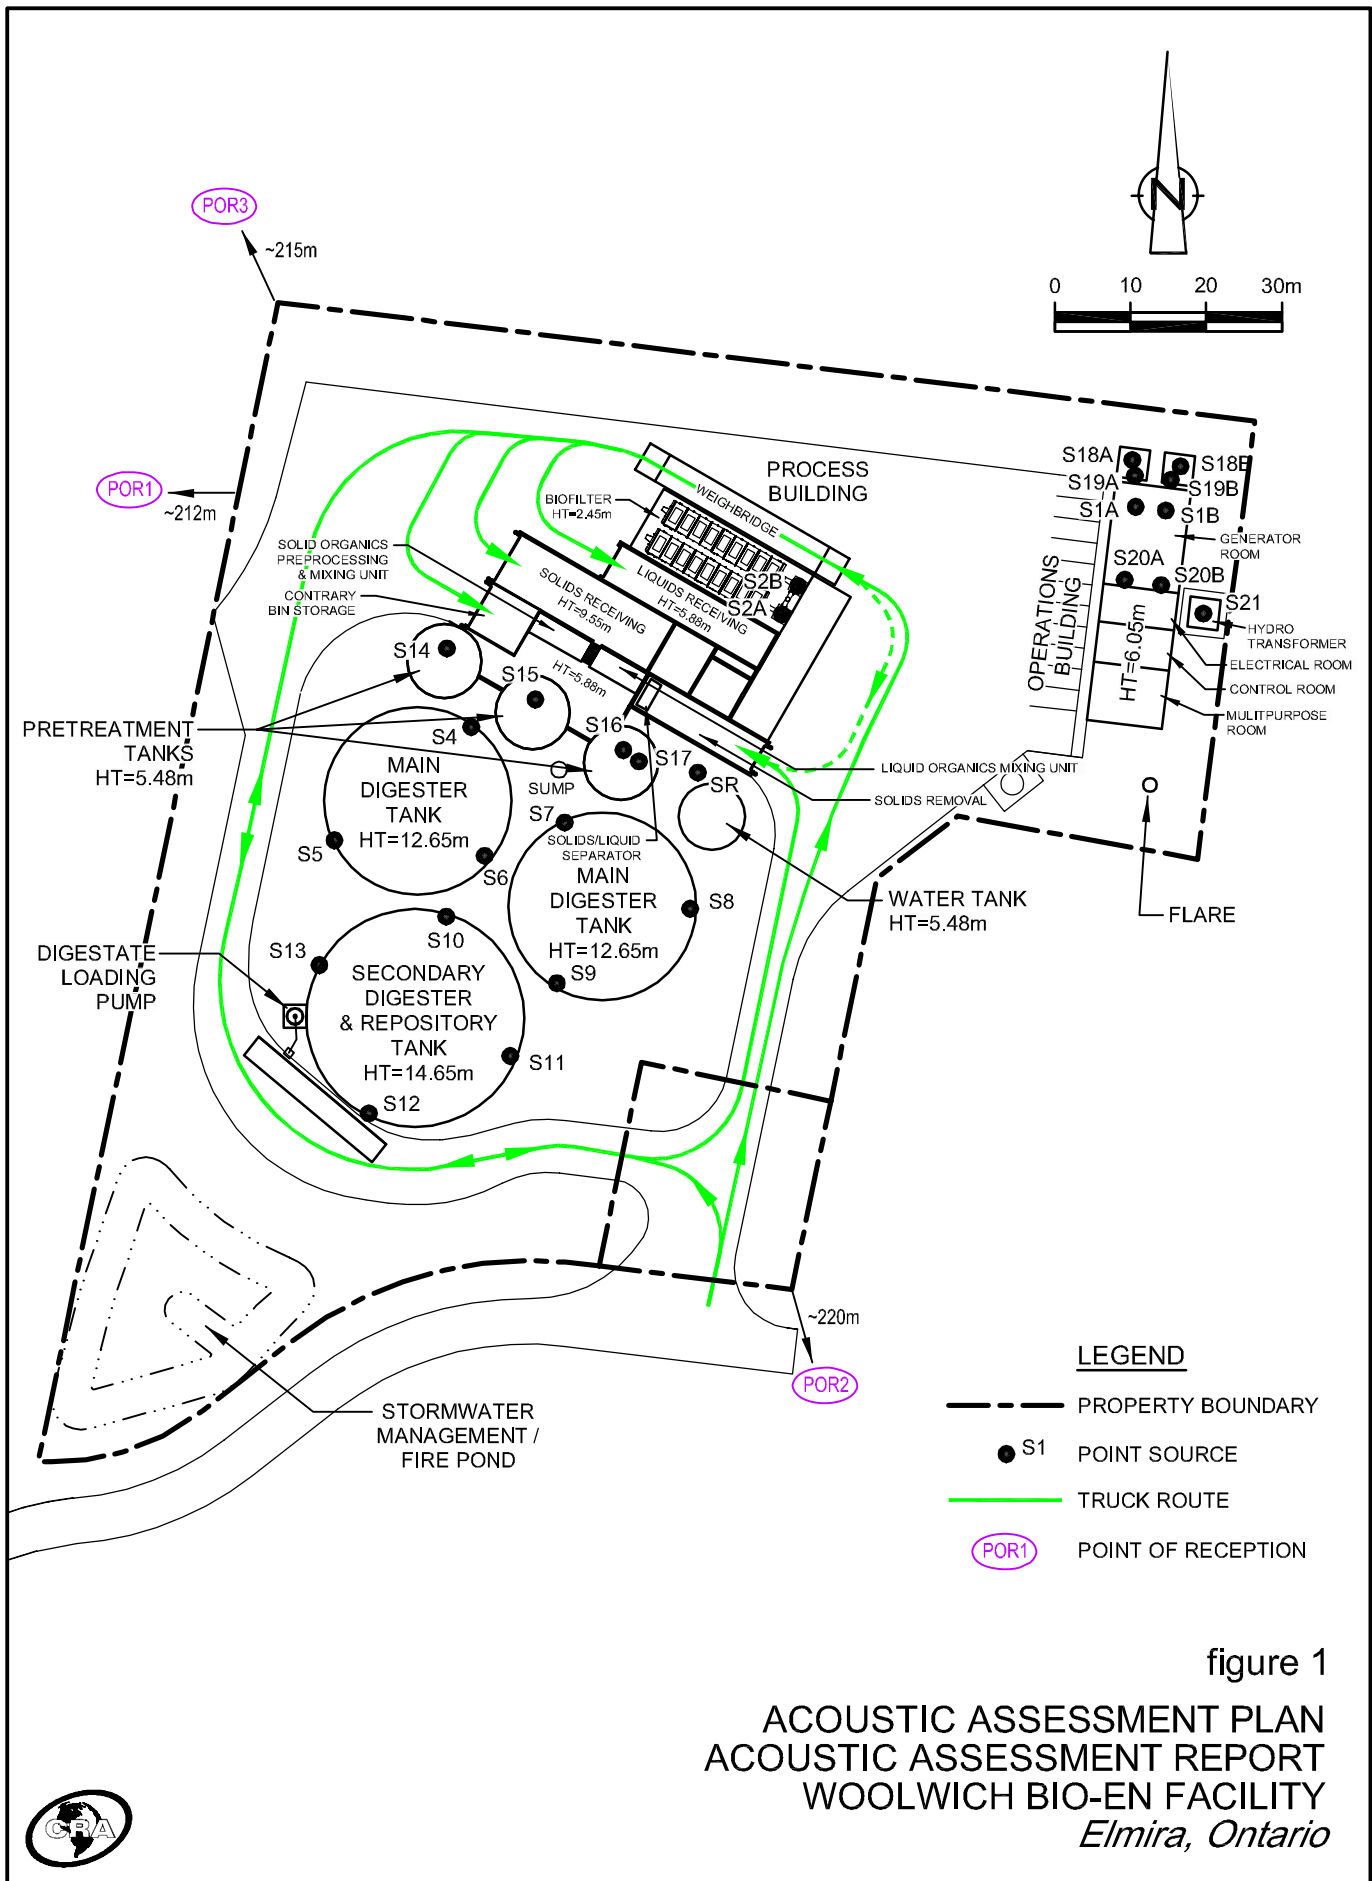 N
POR3
~215m
0 10 20 30m
POR1
~212m
PROCESS
BUILDING
WEIGHBRIDGE
BIOFILTER
HT=2.45m
SOLID ORGANICS
PREPROCESSING
& MIXING UNIT
CONTRARY
BIN STORAGE
SOLIDS RECEIVING
HT=9.55m
LIQUIDS RECEIVING
HT=5.88m
HT=5.88m
S2B
S2A
S18A
S18B
S19A
S19B
S1A
S1B
GENERATOR
ROOM
S20A
S20B
S21
HYDRO
TRANSFORMER
ELECTRICAL ROOM
CONTROL ROOM
MULITPURPOSE
ROOM
OPERATIONS
BUILDING
HT=6.05m
S14
S15
S16
S17
SR
S4
PRETREATMENT
TANKS
HT=5.48m
MAIN
DIGESTER
TANK
HT=12.65m
SUMP
LIQUID ORGANICS MIXING UNIT
SOLIDS REMOVAL
S5
S6
S7
SOLIDS/LIQUID
SEPARATOR
MAIN
DIGESTER
TANK
HT=12.65m
S8
S9
WATER TANK
HT=5.48m
FLARE
S10
S13
DIGESTATE
LOADING
PUMP
SECONDARY
DIGESTER
& REPOSITORY
TANK
HT=14.65m
S11
S12
~220m
POR2
STORMWATER
MANAGEMENT /
FIRE POND
LEGEND
PROPERTY BOUNDARY
S1 POINT SOURCE
TRUCK ROUTE
POR1 POINT OF RECEPTION
figure 1
ACOUSTIC ASSESSMENT PLAN
ACOUSTIC ASSESSMENT REPORT
WOOLWICH BIO-EN FACILITY
Elmira, Ontario
CRA